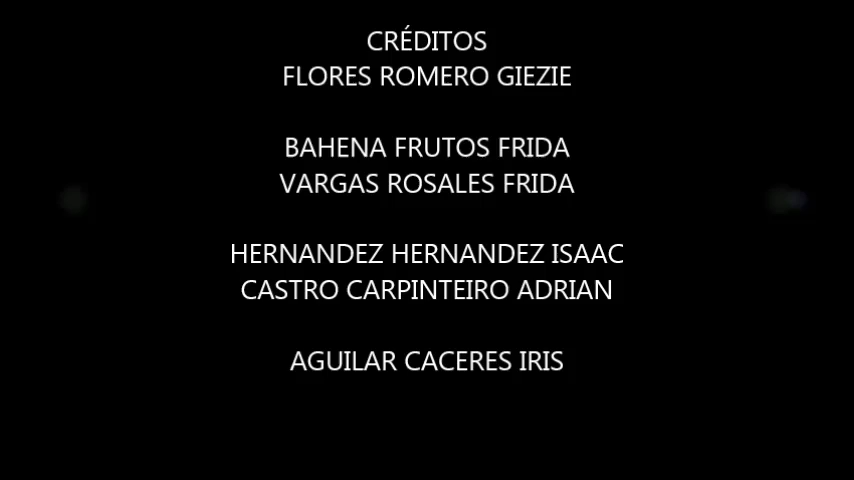 CRÉDITOS
FLORES ROMERO GIEZIE
BAHENA FRUTOS FRIDA
VARGAS ROSALES FRIDA
HERNANDEZ HERNANDEZ ISAAC
CASTRO CARPINTEIRO ADRIAN
AGUILAR CACERES IRIS